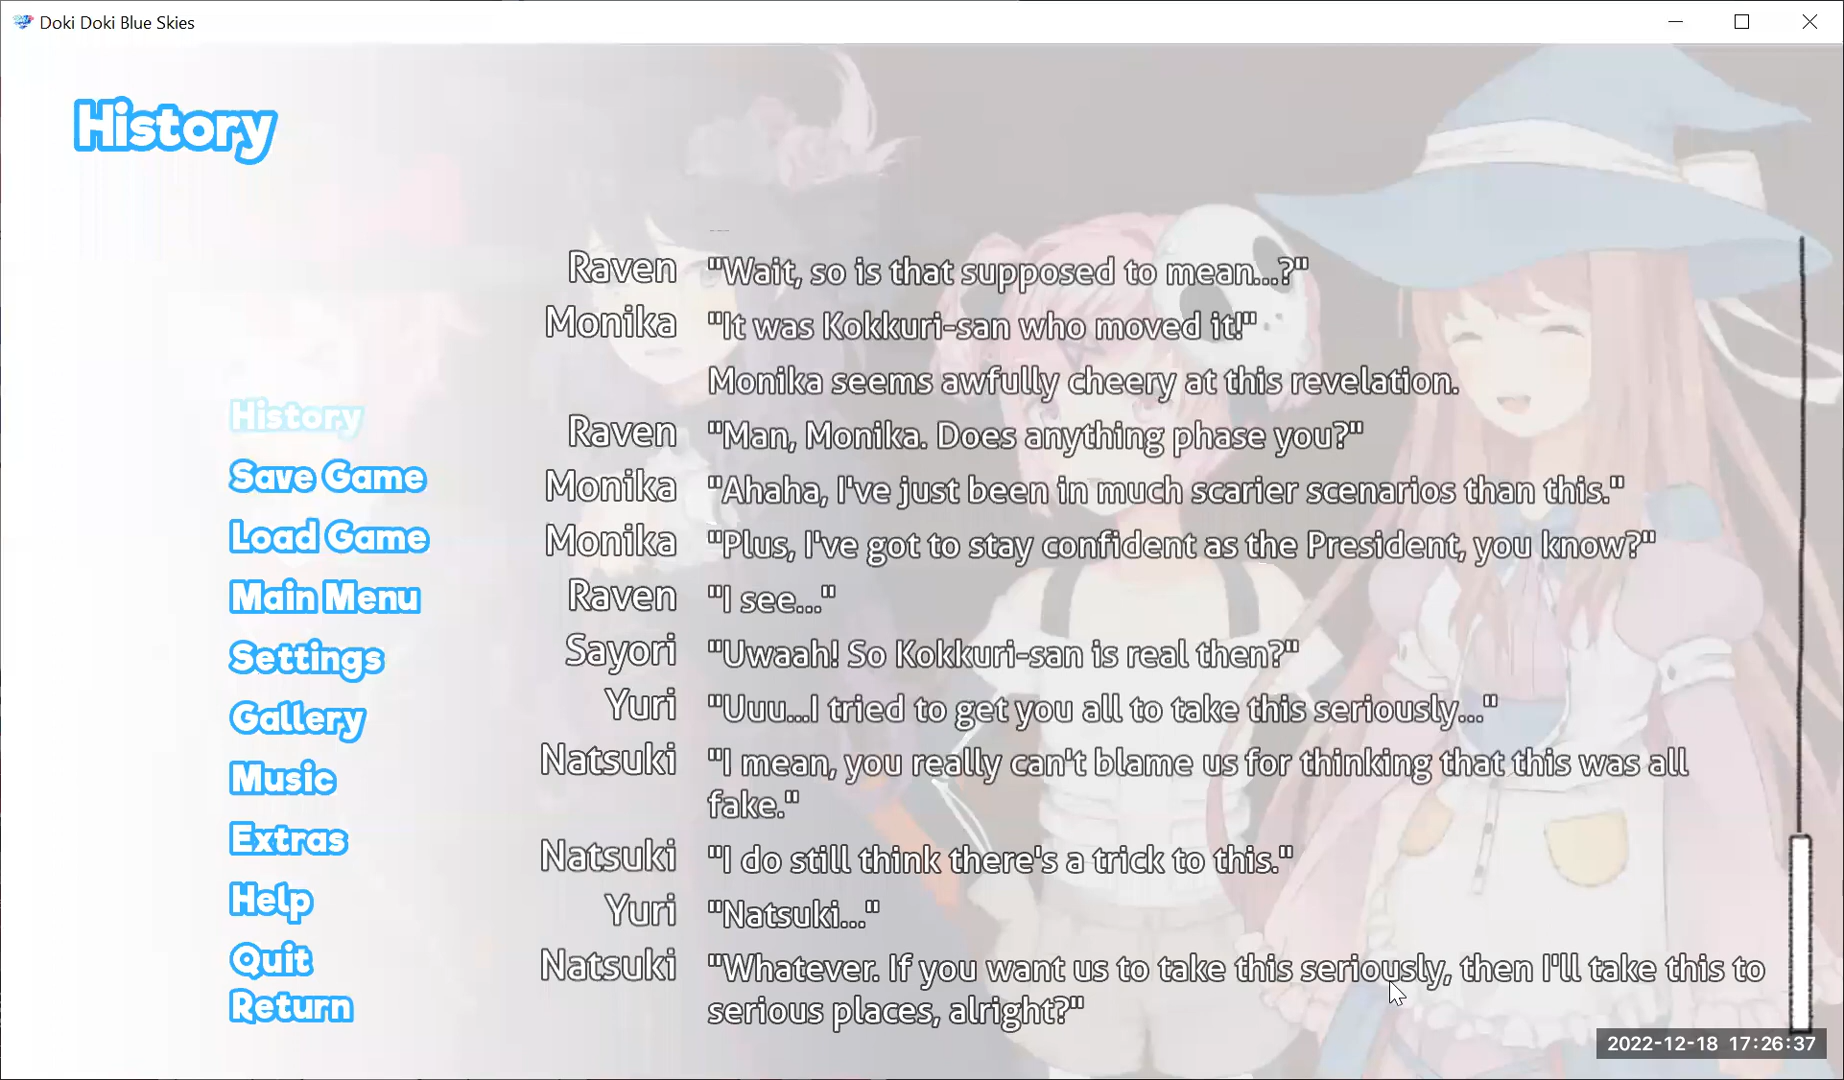 Doki Doki Blue Skies
History
Raven "Wait, so is that supposed to mean...?"
Monika "It was Kokkuri-san who moved it!"
Monika seems awfully cheery at this revelation.
Raven "Man, Monika. Does anything phase you?"
Monika "Ahaha, I've just been in much scarier scenarios than this."
Monika "Plus, I've got to stay confident as the President, you know?"
Raven "I see..."
Sayori "Uwaah! So Kokkuri-san is real then?"
Yuri "Uuu...I tried to get you all to take this seriously..."
Natsuki "I mean, you really can't blame us for thinking that this was all
fake."
Natsuki "I do still think there's a trick to this."
Yuri "Natsuki..."
Natsuki "Whatever. If you want us to take this seriously, then I'll take this to
serious places, alright?"
History
Save Game
Load Game
Main Menu
Settings
Gallery
Music
Extras
Help
Quit
Return
2022-12-18 17:26:37